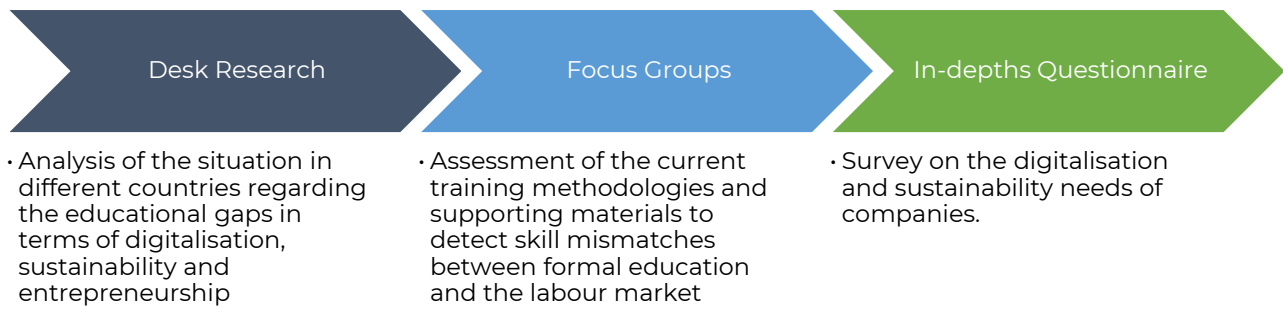 Desk Research
· Analysis of the situation in
different countries regarding
the educational gaps in
terms of digitalisation,
sustainability and
entrepreneurship
Focus Groups
· Assessment of the current
training methodologies and
supporting materials to
detect skill mismatches
between formal education
and the labour market
In-depths Questionnaire
· Survey on the digitalisation
and sustainability needs of
companies.